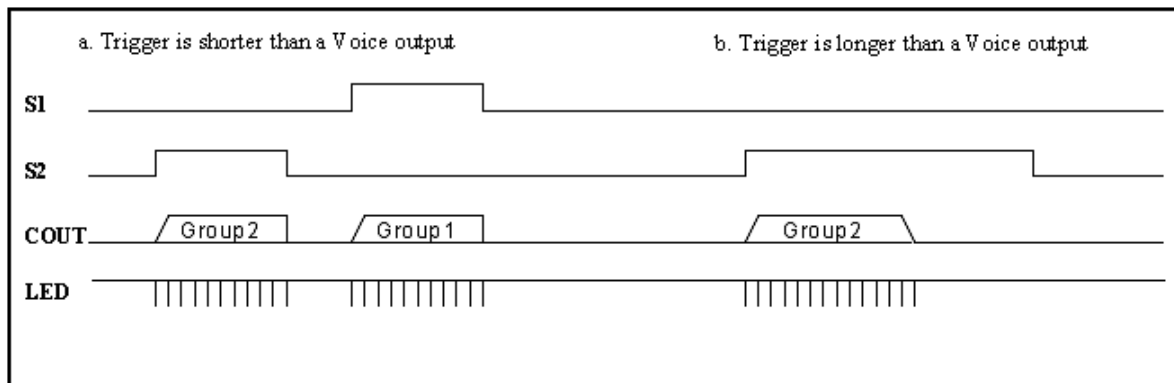 a. Trigger is shorter than a Voice output
b. Trigger is longer than a Voice output
S1
S2
COUT
Group2
Group1
Group2
LED